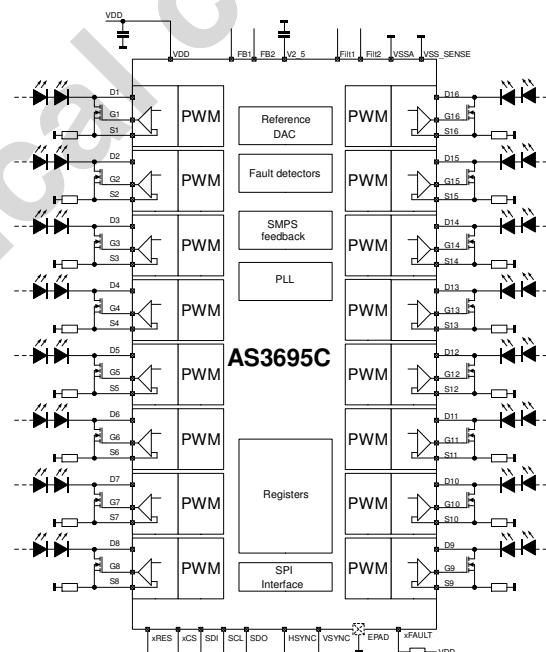 VDD
VDD FB1 FB2 V2_5 Filt1 Filt2 VSSA VSS_SENSE
D1 D16
G1 PWM Reference PWM G16
S1 DAC S16
D2 D15
G2 PWM Fault detectors PWM G15
S2 S15
D3 D14
G3 PWM SMPS PWM G14
S3 feedback S14
D4 D13
G4 PWM PLL PWM G13
S4 S13
D5 D12
G5 PWM AS3695C PWM G12
S5 S12
D6 D11
G6 PWM PWM G11
S6 S11
D7 D10
G7 PWM Registers PWM G10
S7 S10
D8 D9
G8 PWM SPI PWM G9
S8 Interface S9
xRES xCS SDI SCL SDO HSYNC VSYNC EPAD xFAULT
VDD